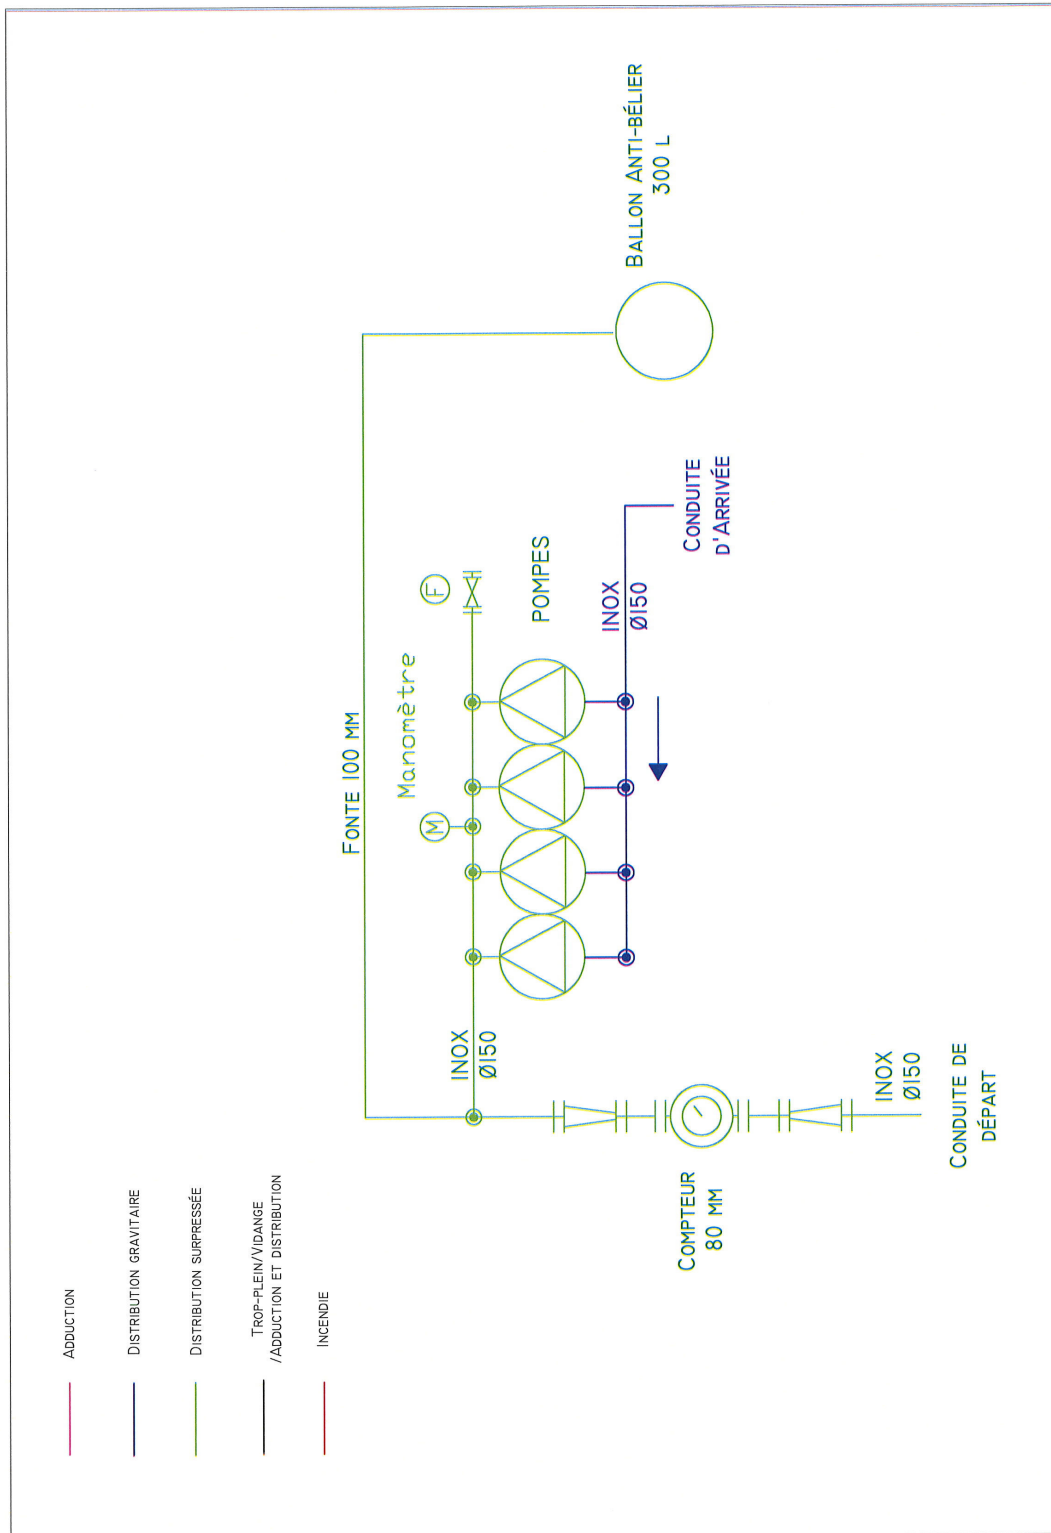 ADDUCTION
DISTRIBUTION GRAVITAIRE
DISTRIBUTION SURPRESSÉE
TROP-PLEIN/VIDANGE
/ADDUCTION ET DISTRIBUTION
INCENDIE
FONTE 100 MM
Manomètre
M
F
INOX
Ø150
POMPES
INOX
Ø150
CONDUITE
D'ARRIVÉE
BALLON ANTI-BÉLIER
300 L
COMPTEUR
80 MM
INOX
Ø150
CONDUITE DE
DÉPART